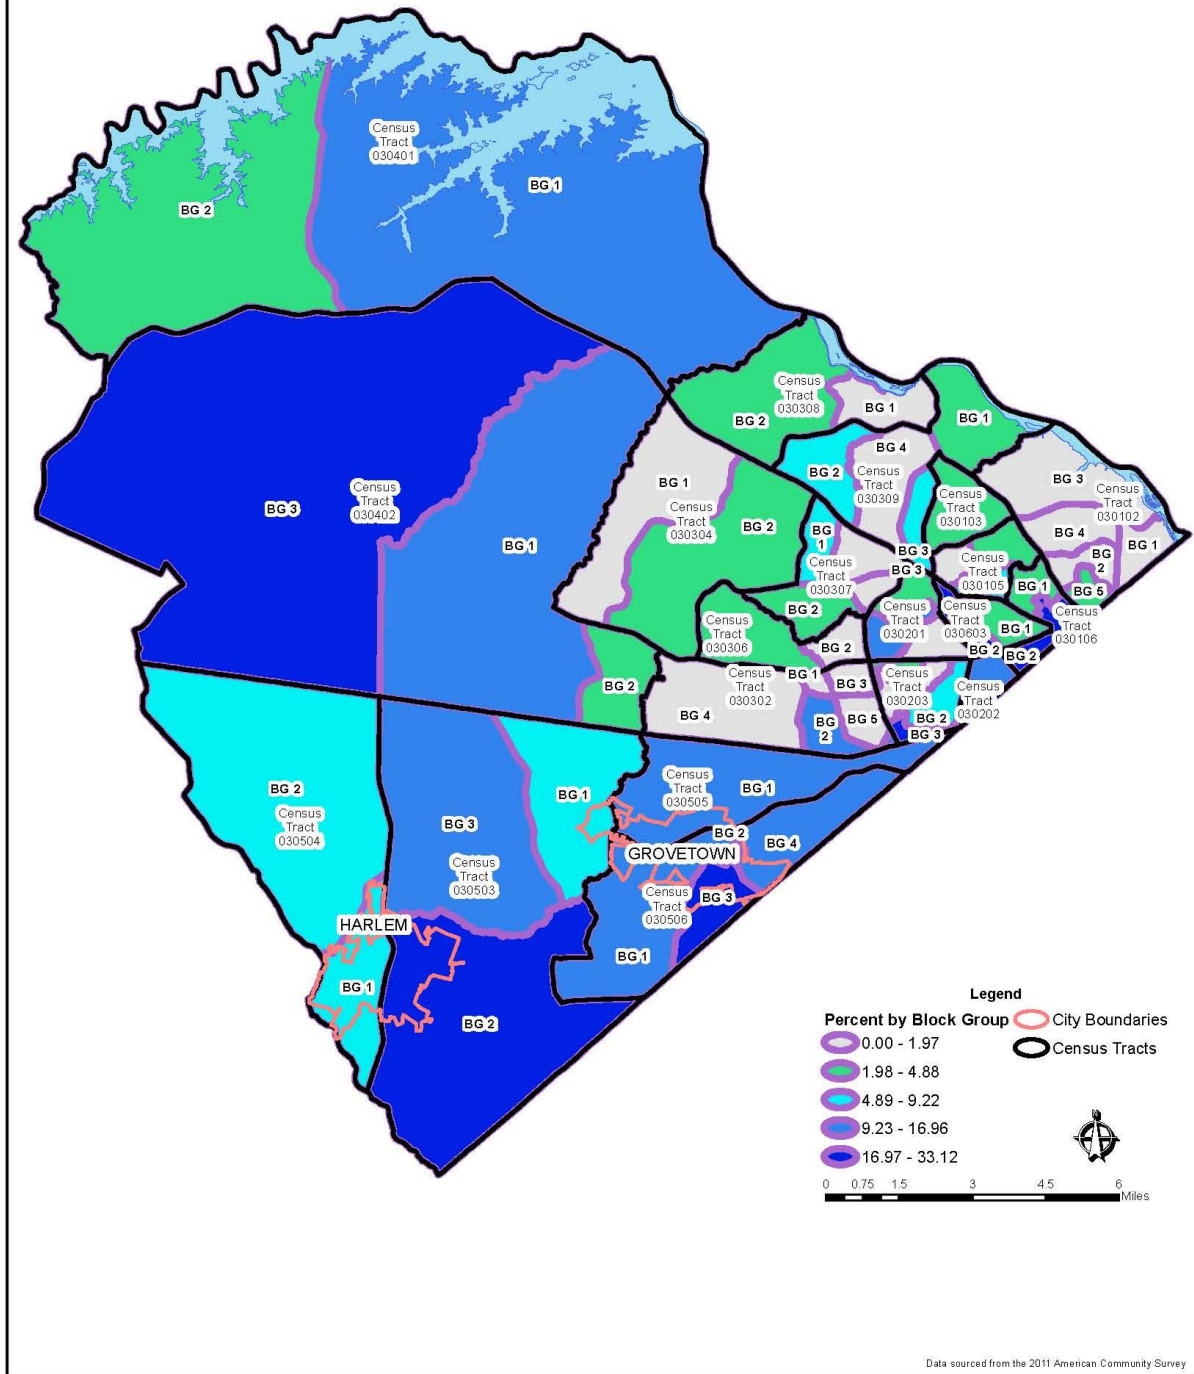 Census
Tract
030401
BG 1
BG 2
Census
Tract
030308
BG 2
BG 1
BG 1
BG 4
BG 2
Census
Tract
030309
BG 3
Census
Tract
030102
BG 1
Census
Tract
030304
BG 3
Census
Tract
030402
BG 2
Census
Tract
030103
BG 4
BG 1
BG
2
BG
1
BG 1
BG 3
BG 3
Census
Tract
030307
Census
Tract
030105
BG 1
BG 5
BG 2
Census
Tract
030306
Census
Tract
030201
Census
Tract
030603
BG 1
Census
Tract
030106
BG 2
BG 2
BG 2
BG 2
BG 1
Census
Tract
030302
BG 3
Census
Tract
030203
Census
Tract
030202
BG 4
BG
2
BG 5
BG 2
BG 3
BG 2
Census
Tract
030504
BG 1
Census
Tract
030505
BG 1
BG 3
BG 2
BG 4
GROVETOWN
Census
Tract
030503
Census
Tract
030506
BG 3
HARLEM
BG 1
BG 1
BG 2
Legend
Percent by Block Group
0.00 - 1.97
1.98 - 4.88
4.89 - 9.22
9.23 - 16.96
16.97 - 33.12
City Boundaries
Census Tracts
N
0 0.75 1.5 3 4.5 6
Miles
Data sourced from the 2011 American Community Survey